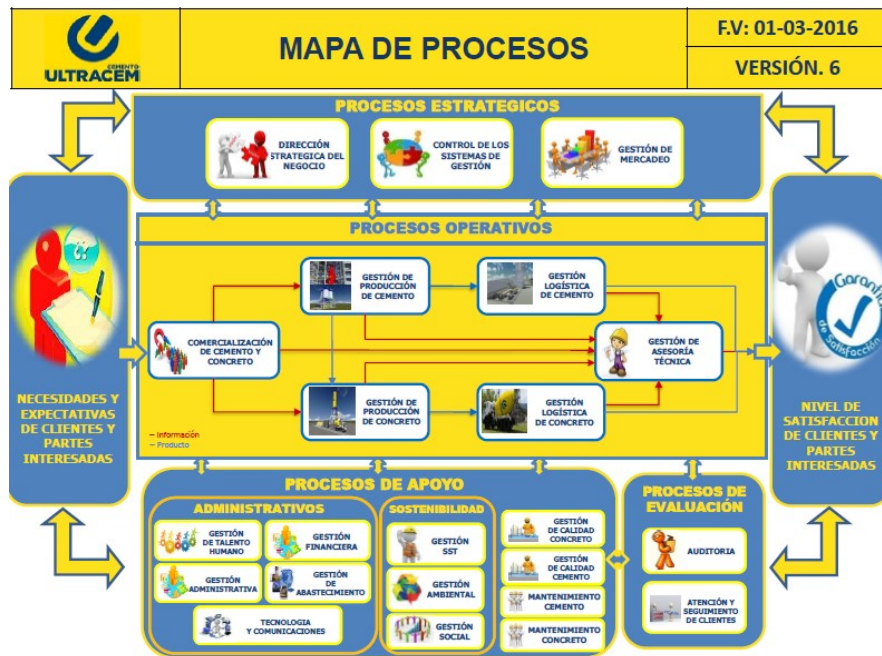 CEMENTO
ULTRACEM
MAPA DE PROCESOS
F.V: 01-03-2016
VERSIÓN. 6
PROCESOS ESTRATEGICOS
DIRECCIÓN
STRATEGICA DEL
NEGOCIO
CONTROL DE LOS
SISTEMAS DE
GESTIÓN
GESTIÓN DE
MERCADEO
NECESIDADES Y
EXPECTATIVAS
DE CLIENTES Y
PARTES
INTERESADAS
PROCESOS OPERATIVOS
COMERCIALIZACIÓN
DE CEMENTO Y
CONCRETO
GESTIÓN DE
PRODUCCIÓN
DE CEMENTO
GESTIÓN
LOGÍSTICA
DE CEMENTO
GESTIÓN DE
ASESORÍA
TÉCNICA
GESTIÓN DE
PRODUCCIÓN
DE CONCRETO
GESTIÓN
LOGÍSTICA
DE CONCRETO
– Información
– Producto
Garantía
de Satisfacción
NIVEL DE
SATISFACCION
DE CLIENTES Y
PARTES
INTERESADAS
PROCESOS DE APOYO
ADMINISTRATIVOS
GESTIÓN
DE TALENTO
HUMANO
GESTIÓN
FINANCIERA
GESTIÓN
ADMINISTRATIVA
GESTIÓN
DE
ABASTECIMIENTO
TECNOLOGIA
Y COMUNICACIONES
SOSTENIBILIDAD
GESTIÓN
SST
GESTIÓN
AMBIENTAL
GESTIÓN
SOCIAL
GESTIÓN
DE CALIDAD
CONCRETO
GESTIÓN
DE CALIDAD
CEMENTO
MANTENIMIENTO
CEMENTO
MANTENIMIENTO
CONCRETO
PROCESOS DE
EVALUACIÓN
AUDITORIA
ATENCIÓN Y
SEGUIMIENTO
DE CLIENTES